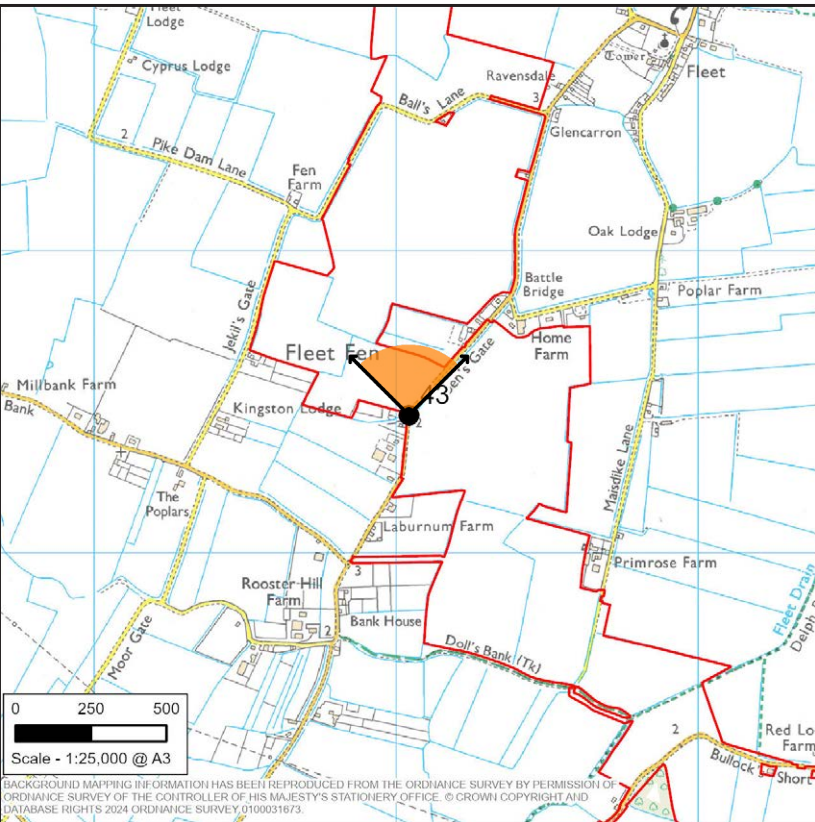 Lodge
Cyprus Lodge
Tower
Fleet
Ravensdale
3
Ball's Lane
Glencarron
2
Pike Dam Lane
Fen
Farm
Oak Lodge
Battle
Bridge
Poplar Farm
Jekil's Gate
Fleet Fen
Home
Farm
en's Gate
43
Millbank Farm
Bank
Kingston Lodge
2
Maisdike Lane
The
Poplars
Laburnum Farm
Primrose Farm
3
Rooster Hill
Farm
Bank House
Fleet Drain
Delph
2
Moor Gate
Doll's Bank (Tk)
0 250 500
Scale - 1:25,000 @ A3
2
Red Lo
Farm
Bullock
Short
BACKGROUND MAPPING INFORMATION HAS BEEN REPRODUCED FROM THE ORDNANCE SURVEY BY PERMISSION OF
ORDNANCE SURVEY OF THE CONTROLLER OF HIS MAJESTY'S STATIONERY OFFICE. © CROWN COPYRIGHT AND
DATABASE RIGHTS 2024 ORDNANCE SURVEY 0100031673.